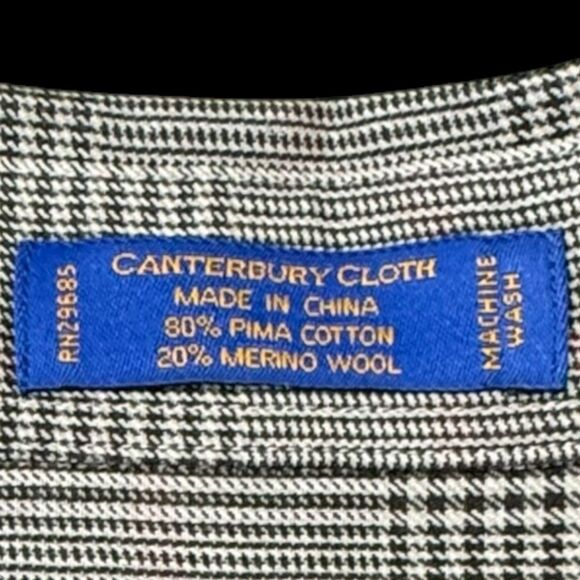 RN29685
CANTERBURY CLOTH
MADE IN CHINA
80% PIMA COTTON
20% MERINO WOOL
MACHINE
WASH